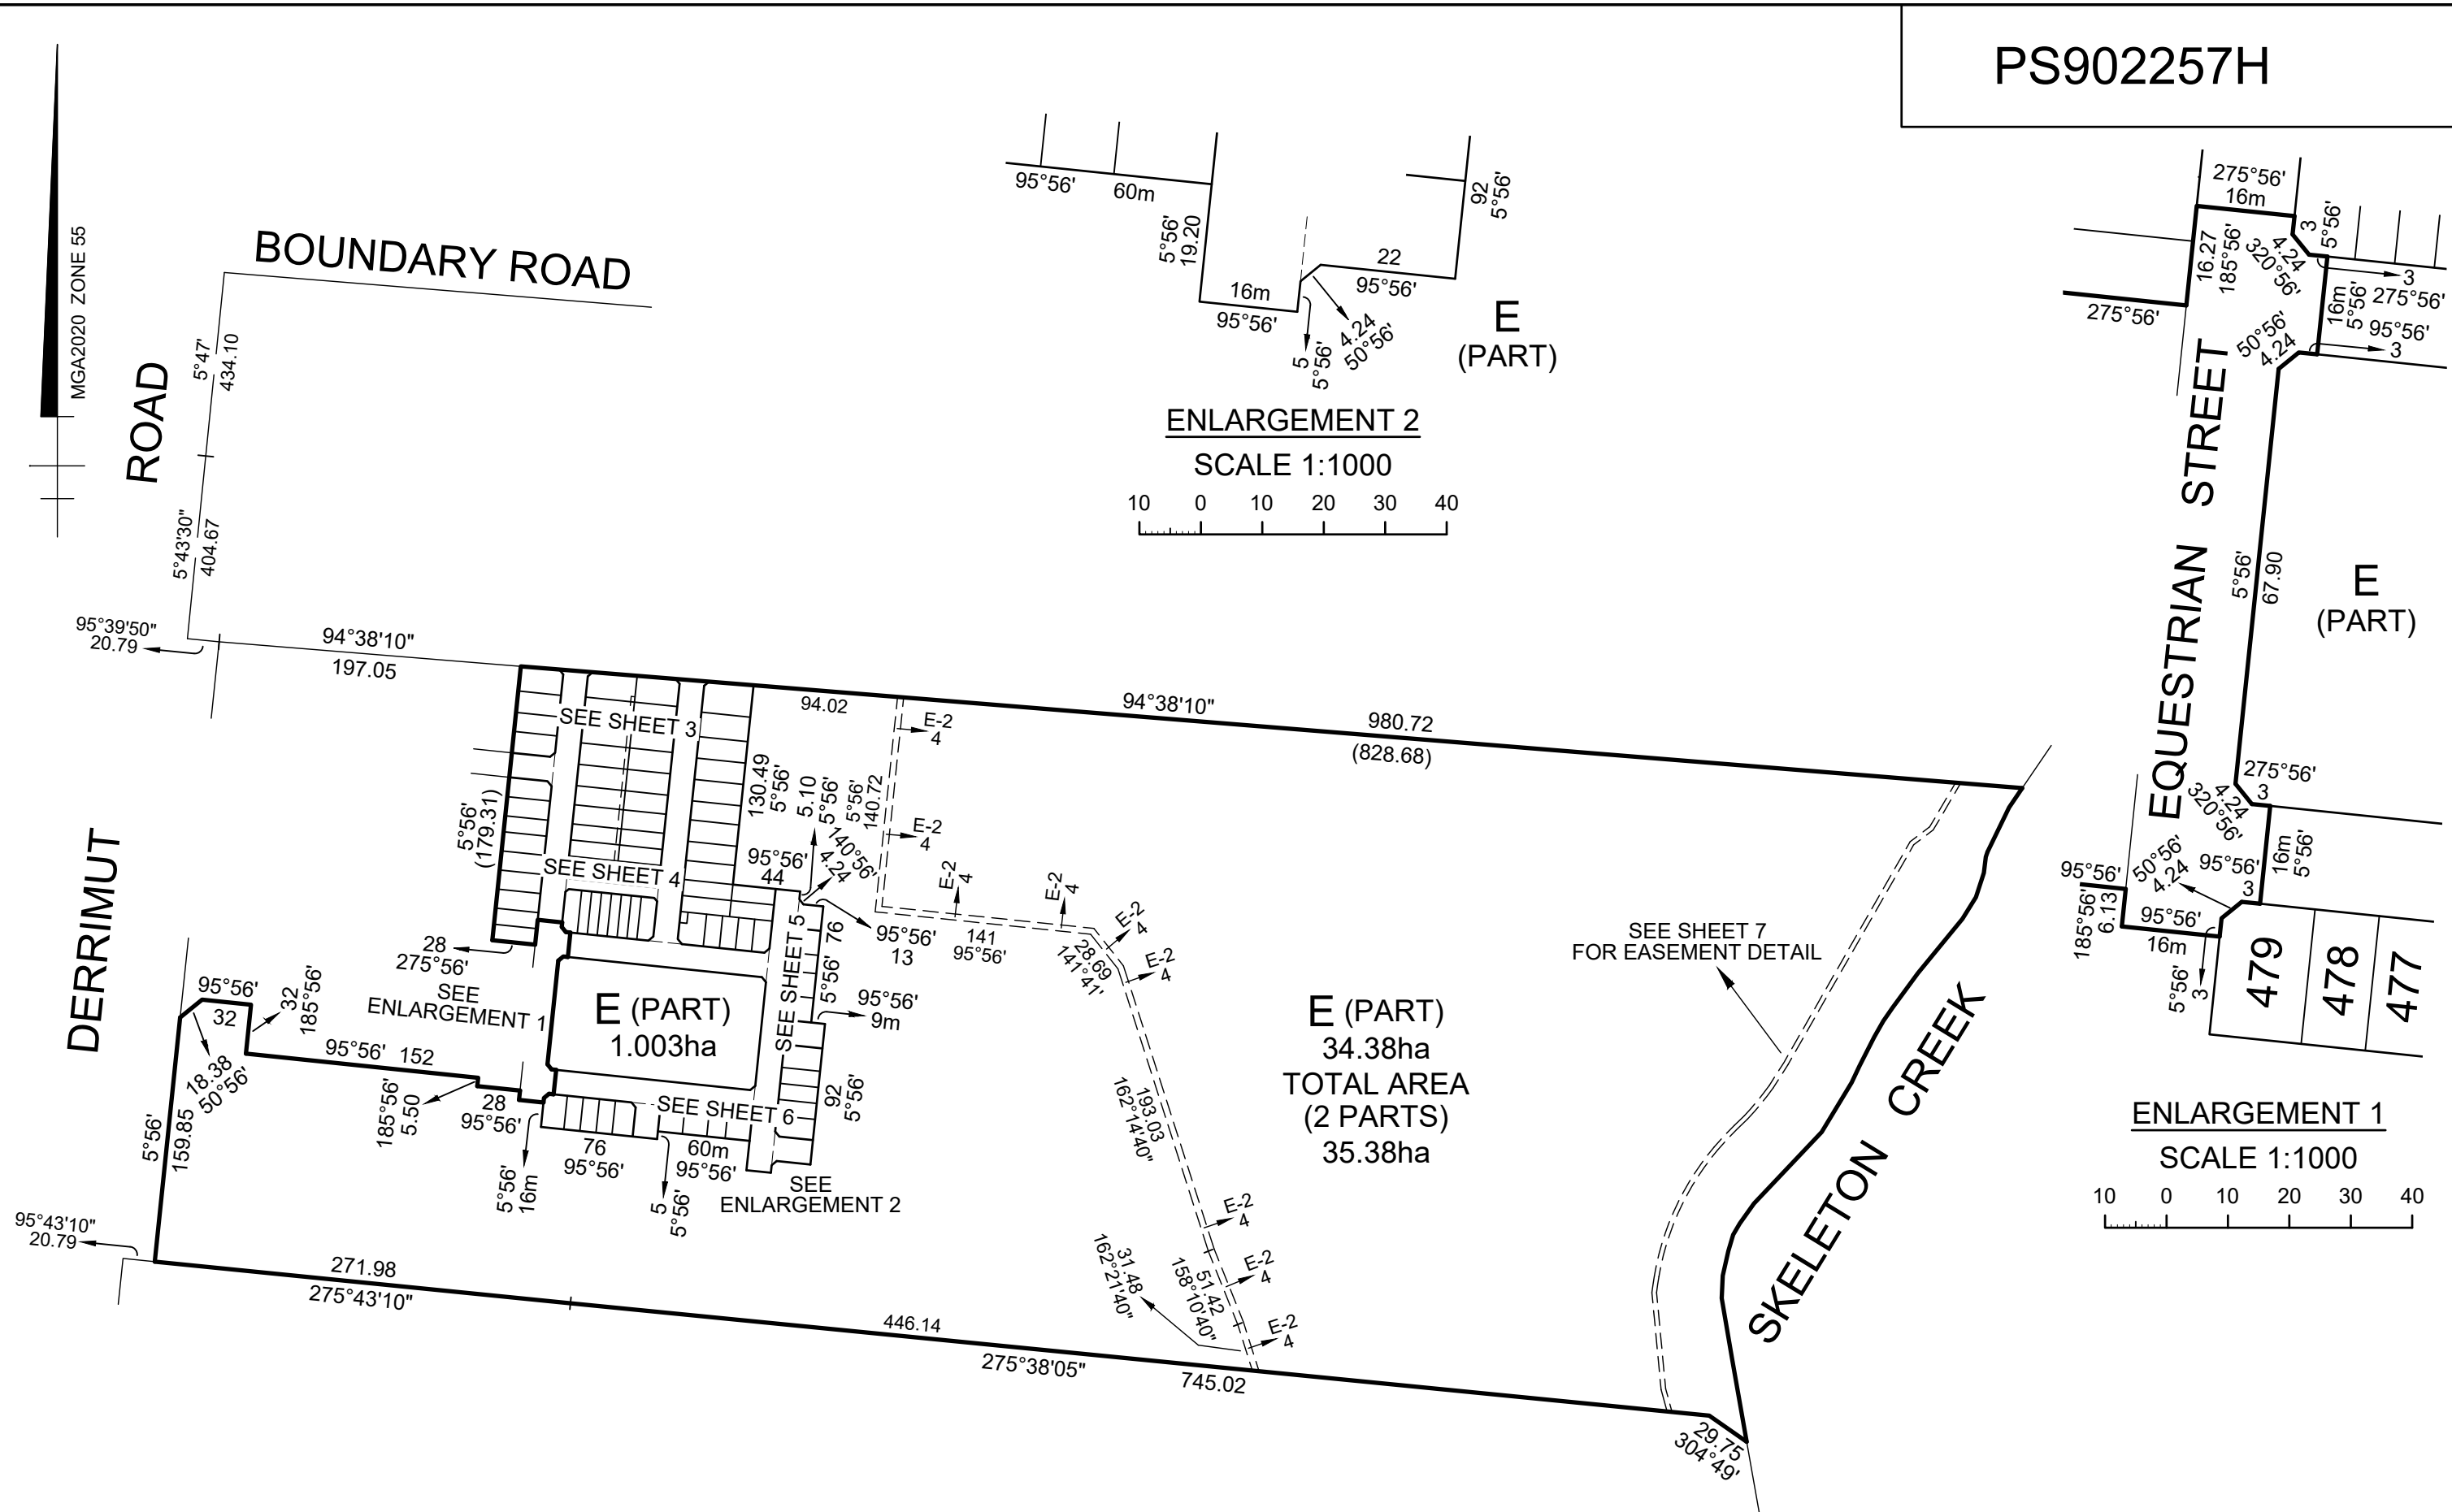 PS902257H
MGA2020 ZONE 55
BOUNDARY ROAD
ROAD
DERRIMUT
5°47'
434.10
5°43'30"
404.67
95°39'50"
20.79
94°38'10"
197.05
95°56'
60m
5°56'
19.20
16m
95°56'
5
5°56'
4.24
50°56'
22
95°56'
92
5°56'
E
(PART)
ENLARGEMENT 2
SCALE 1:1000
10 0 10 20 30 40
94.02
94°38'10"
980.72
(828.68)
SEE SHEET 3
SEE SHEET 4
SEE SHEET 5
SEE SHEET 6
5°56'
(179.31)
130.49
5°56'
5.10
5°56'
5°56'
140.72
140°56'
4.24
95°56'
44
E-2
4
E-2
4
E-2
4
E-2
4
E-2
4
E-2
4
141
95°56'
28.69
141°41'
95°56'
13
76
5°56'
95°56'
9m
92
5°56'
28
275°56'
SEE
ENLARGEMENT 1
E (PART)
1.003ha
95°56'
32
32
185°56'
18.38
50°56'
95°56' 152
185°56'
5.50
28
95°56'
5°56'
16m
76
95°56'
60m
95°56'
5
5°56'
SEE
ENLARGEMENT 2
5°56'
159.85
95°43'10"
20.79
271.98
275°43'10"
446.14
275°38'05"
745.02
193.03
162°14'40"
E-2
4
E-2
4
E-2
4
51.42
158°10'40"
31.48
162°21'40"
E (PART)
34.38ha
TOTAL AREA
(2 PARTS)
35.38ha
SEE SHEET 7
FOR EASEMENT DETAIL
SKELETON CREEK
29.75
304°49'
275°56'
16m
3
5°56'
4.24
320°56'
16.27
185°56'
275°56'
3
275°56'
16m
5°56'
95°56'
3
50°56'
4.24
EQUESTRIAN STREET
5°56'
67.90
E
(PART)
275°56'
3
4.24
320°56'
16m
5°56'
95°56'
3
50°56'
4.24
95°56'
185°56'
6.13
95°56'
16m
5°56'
3
479
478
477
ENLARGEMENT 1
SCALE 1:1000
10 0 10 20 30 40